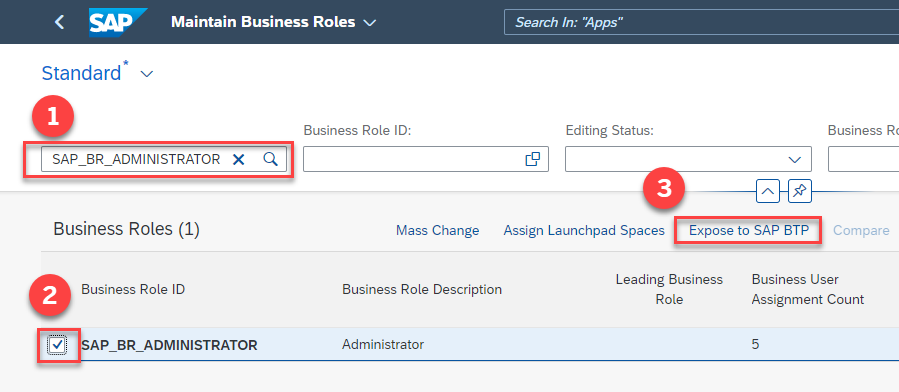 SAP Maintain Business Roles Search In: "Apps"
Standard*
1
Business Role ID: Editing Status: Business Ro
SAP_BR_ADMINISTRATOR
3
Business Roles (1) Mass Change Assign Launchpad Spaces Expose to SAP BTP Compare
2
Business Role ID Business Role Description Leading Business Role Business User Assignment Count
SAP_BR_ADMINISTRATOR Administrator 5